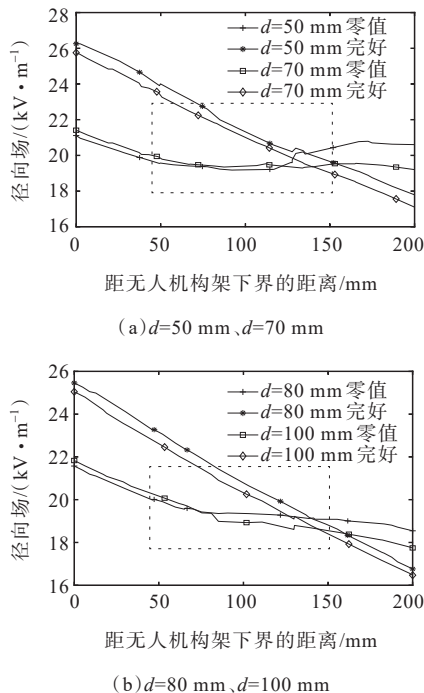 28
26
24
22
20
18
16
径向场/(kV·m⁻¹)
d=50 mm 零值
d=50 mm 完好
d=70 mm 零值
d=70 mm 完好
0 50 100 150 200
距无人机构架下界的距离/mm
(a)d=50 mm、d=70 mm
26
24
22
20
18
16
径向场/(kV·m⁻¹)
d=80 mm 零值
d=80 mm 完好
d=100 mm 零值
d=100 mm 完好
0 50 100 150 200
距无人机构架下界的距离/mm
(b)d=80 mm、d=100 mm